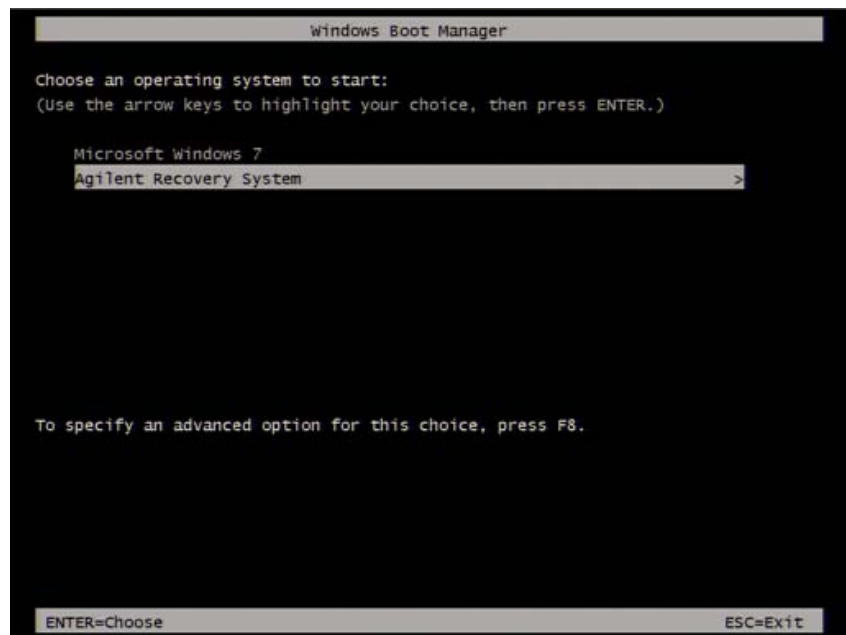 Windows Boot Manager
Choose an operating system to start:
(Use the arrow keys to highlight your choice, then press ENTER.)
Microsoft Windows 7
Agilent Recovery System >
To specify an advanced option for this choice, press F8.
ENTER=Choose ESC=Exit